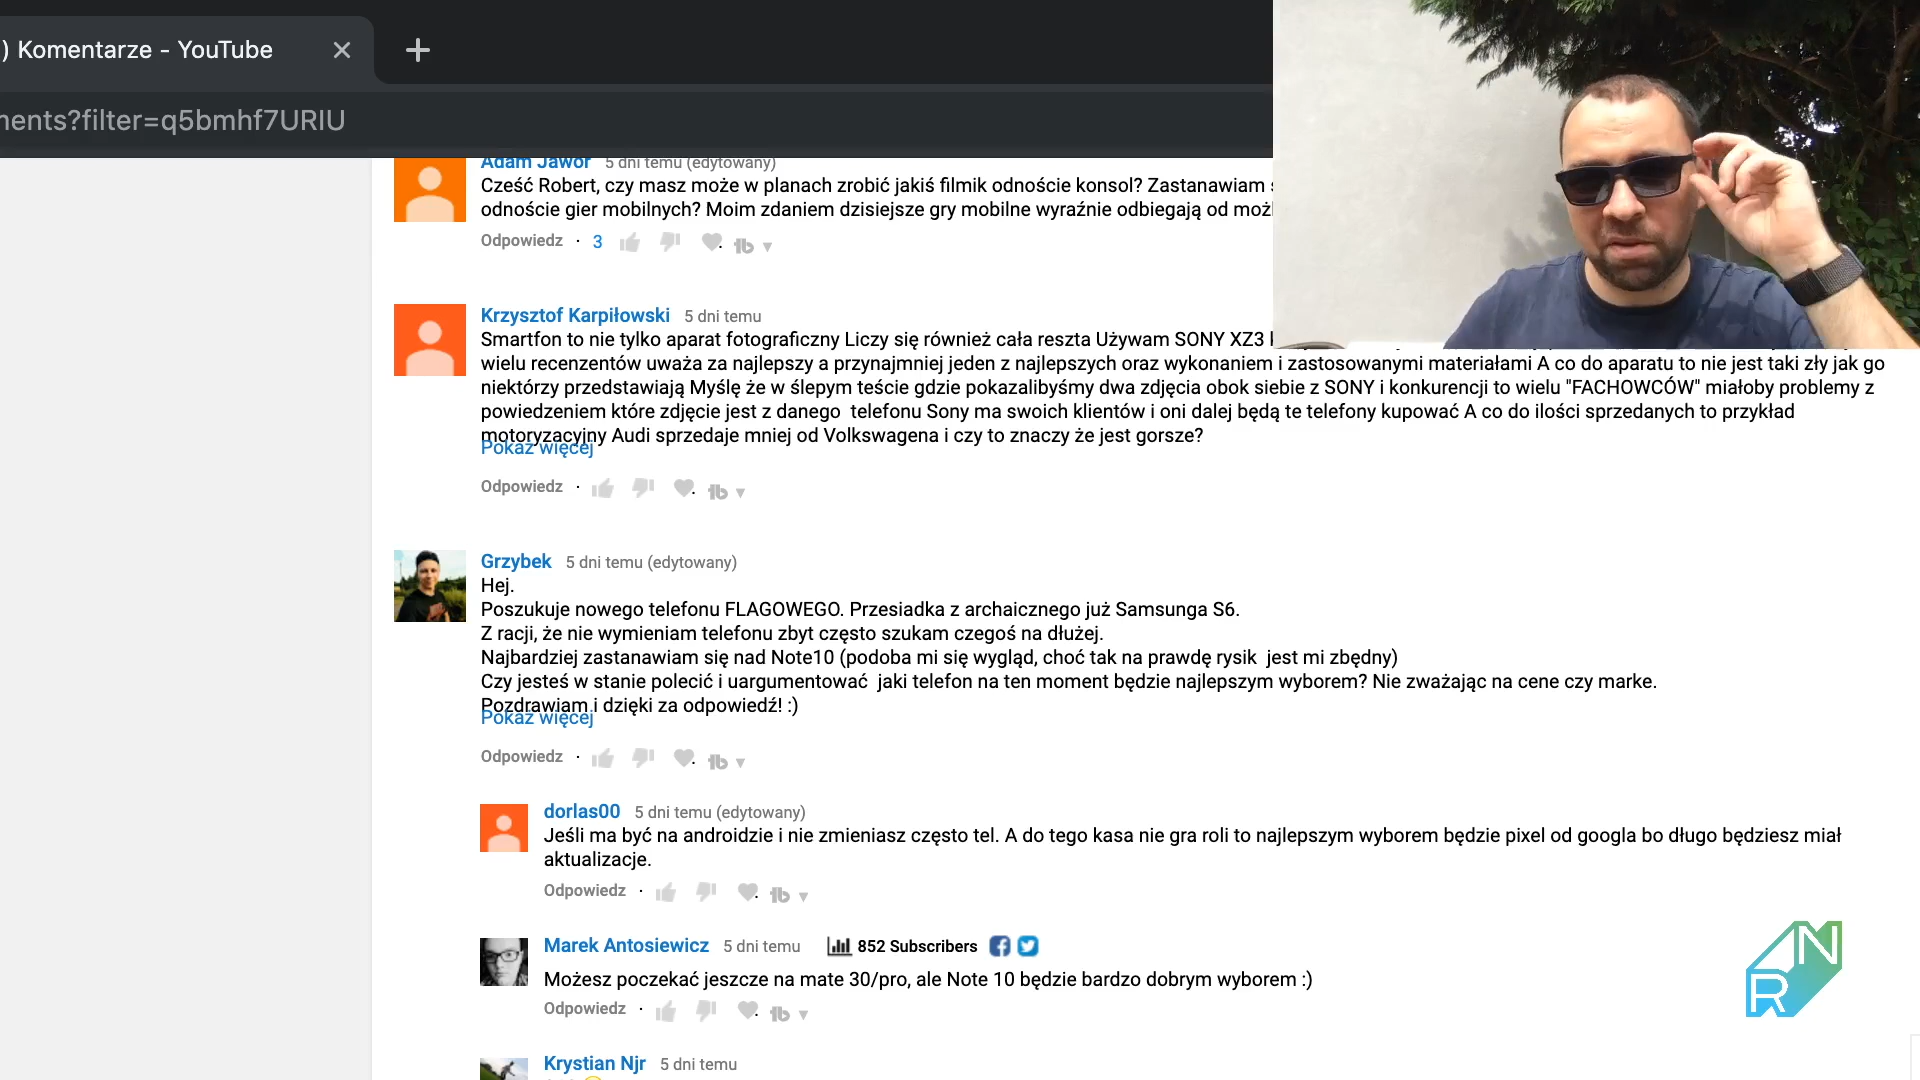 ) Komentarze - YouTube
ments?filter=q5bmhf7URIU
Adam Jawor 5 dni temu (edytowany)
Cześć Robert, czy masz może w planach zrobić jakiś filmik odnoście konsol? Zastanawiam
odnoście gier mobilnych? Moim zdaniem dzisiejsze gry mobilne wyraźnie odbiegają od
Odpowiedz · 3
Krzysztof Karpiłowski 5 dni temu
Smartfon to nie tylko aparat fotograficzny Liczy się również cała reszta Używam SONY XZ3
wielu recenzentów uważa za najlepszy a przynajmniej jeden z najlepszych oraz wykonaniem i zastosowanymi materiałami A co do aparatu to nie jest taki zły jak go
niektórzy przedstawiają Myślę że w ślepym teście gdzie pokazalibyśmy dwa zdjęcia obok siebie z SONY i konkurencji to wielu "FACHOWCÓW" miałoby problemy z
powiedzeniem które zdjęcie jest z danego telefonu Sony ma swoich klientów i oni dalej będą te telefony kupować A co do ilości sprzedanych to przykład
motoryzacyjny Audi sprzedaje mniej od Volkswagena i czy to znaczy że jest gorsze?
Pokaż więcej
Odpowiedz ·
Grzybek 5 dni temu (edytowany)
Hej.
Poszukuje nowego telefonu FLAGOWEGO. Przesiadka z archaicznego już Samsunga S6.
Z racji, że nie wymieniam telefonu zbyt często szukam czegoś na dłużej.
Najbardziej zastanawiam się nad Note10 (podoba mi się wygląd, choć tak na prawdę rysik jest mi zbędny)
Czy jesteś w stanie polecić i uargumentować jaki telefon na ten moment będzie najlepszym wyborem? Nie zważając na cene czy marke.
Pozdrawiam i dzięki za odpowiedź! :)
Pokaż więcej
Odpowiedz ·
dorlas00 5 dni temu (edytowany)
Jeśli ma być na androidzie i nie zmieniasz często tel. A do tego kasa nie gra roli to najlepszym wyborem będzie pixel od googla bo długo będziesz miał
aktualizacje.
Odpowiedz ·
Marek Antosiewicz 5 dni temu 852 Subscribers
Możesz poczekać jeszcze na mate 30/pro, ale Note 10 będzie bardzo dobrym wyborem :)
Odpowiedz ·
Krystian Njr 5 dni temu
RN